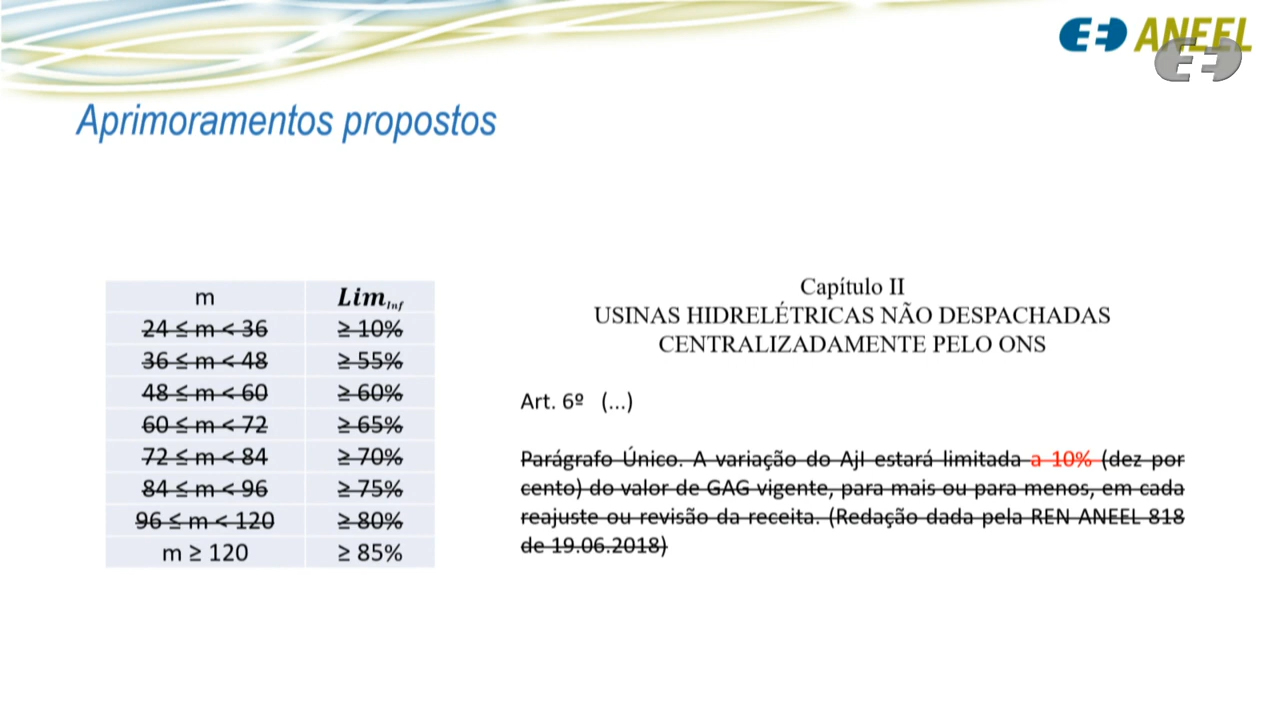 ANEEL
Aprimoramentos propostos
m Lim Inf
24 ≤ m < 36 ≥ 10%
36 ≤ m < 48 ≥ 55%
48 ≤ m < 60 ≥ 60%
60 ≤ m < 72 ≥ 65%
72 ≤ m < 84 ≥ 70%
84 ≤ m < 96 ≥ 75%
96 ≤ m < 120 ≥ 80%
m ≥ 120 ≥ 85%
Capítulo II
USINAS HIDRELÉTRICAS NÃO DESPACHADAS
CENTRALIZADAMENTE PELO ONS
Art. 6º (...)
Parágrafo Único. A variação do AjI estará limitada a 10% (dez por
cento) do valor de GAG vigente, para mais ou para menos, em cada
reajuste ou revisão da receita. (Redação dada pela REN ANEEL 818
de 19.06.2018)